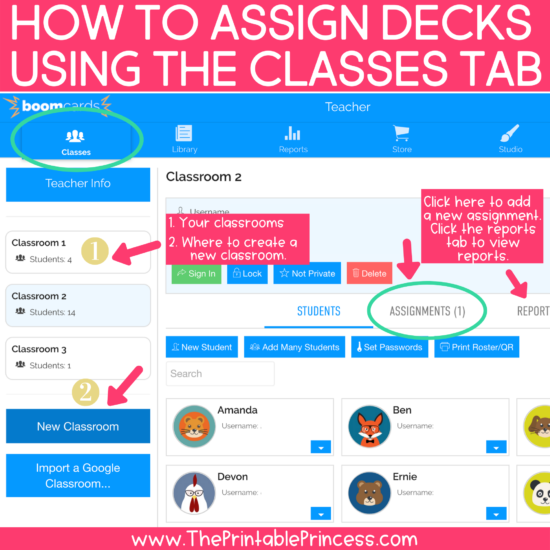 HOW TO ASSIGN DECKS
USING THE CLASSES TAB
boomcards
Teacher
Classes
Library
Reports
Store
Studio
Teacher Info
Classroom 1
Students: 4
1
Classroom 2
Students: 14
Classroom 3
Students: 1
2
New Classroom
Import a Google
Classroom...
Classroom 2
Username
1. Your classrooms
2. Where to create a
new classroom.
Click here to add
a new assignment.
Click the reports
tab to view
reports.
Sign In
Lock
Not Private
Delete
STUDENTS
ASSIGNMENTS (1)
REPORT
New Student
Add Many Students
Set Passwords
Print Roster/QR
Search
Amanda
Username:
Ben
Username:
Devon
Username:
Ernie
Username:
www.ThePrintablePrincess.com